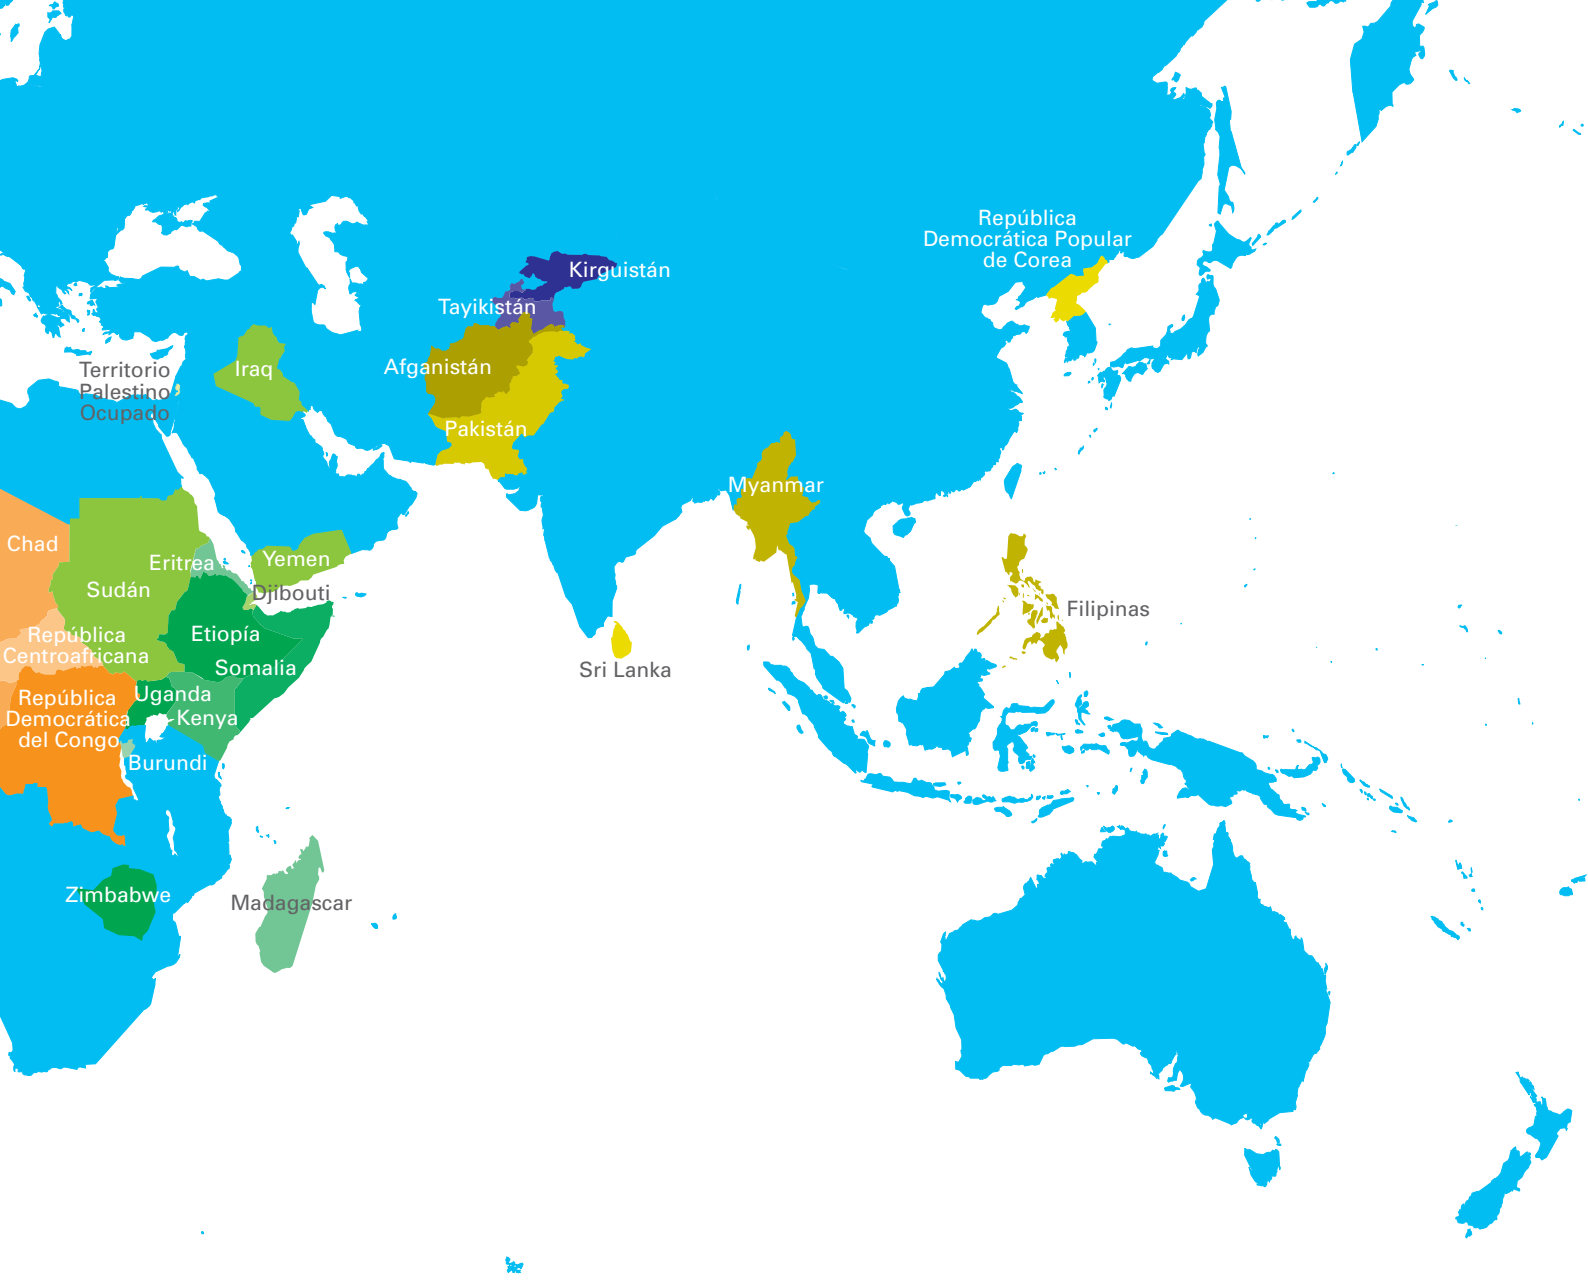 República
Democrática Popular
de Corea
Kirguistán
Tayikistán
Afganistán
Iraq
Territorio
Palestino
Ocupado
Pakistán
Myanmar
Chad
Eritrea
Yemen
Sudán
Djibouti
Filipinas
Etiopía
República
Centroafricana
Somalia
Sri Lanka
Uganda
República
Democrática
del Congo
Kenya
Burundi
Zimbabwe
Madagascar